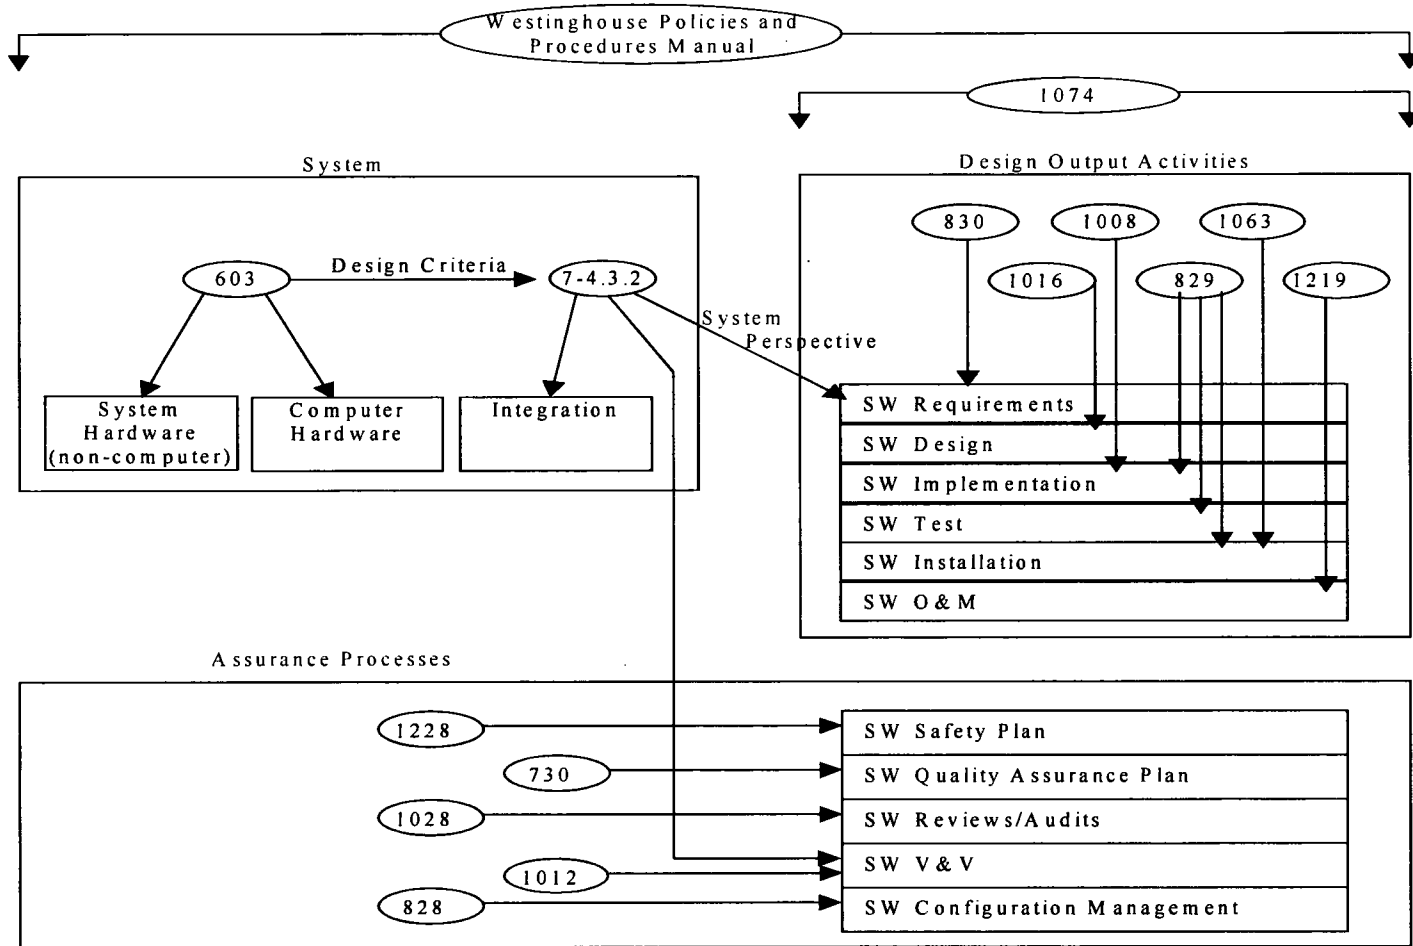 Westinghouse Policies and
Procedures Manual
1074
System
Design Output Activities
830
1008
1063
603
Design Criteria
7-4.3.2
1016
829
1219
System
Perspective
System
Hardware
(non-computer)
Computer
Hardware
Integration
SW Requirements
SW Design
SW Implementation
SW Test
SW Installation
SW O&M
Assurance Processes
1228
SW Safety Plan
730
SW Quality Assurance Plan
1028
SW Reviews/Audits
1012
SW V&V
828
SW Configuration Management